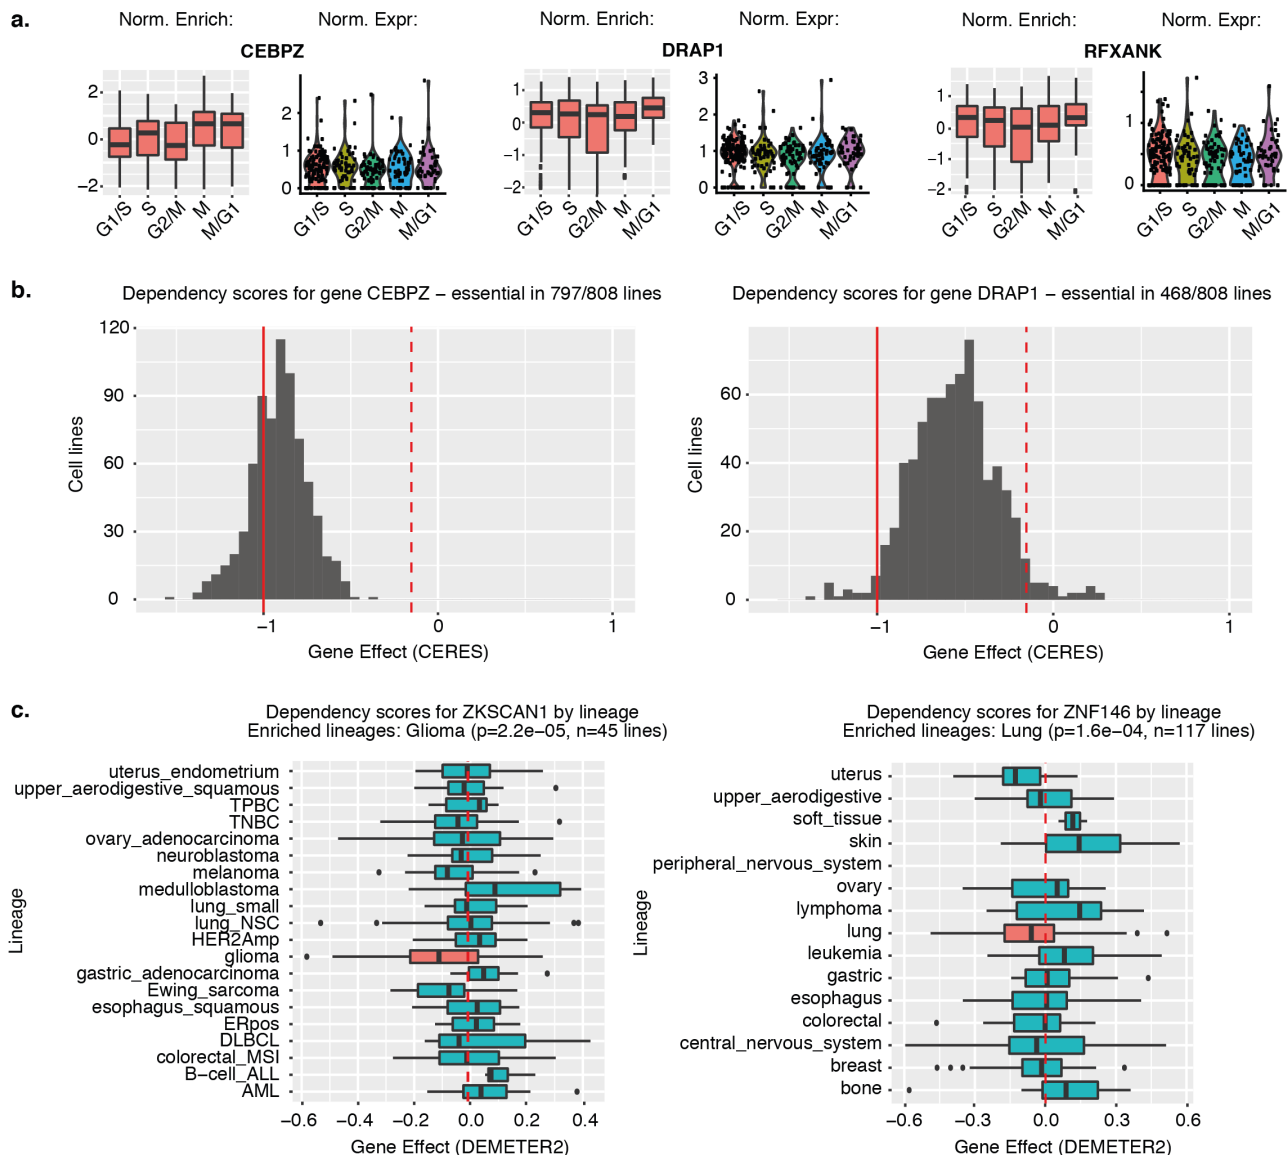 a.
Norm. Enrich: Norm. Expr: Norm. Enrich: Norm. Expr: Norm. Enrich: Norm. Expr:
CEBPZ DRAP1 RFXANK
2
0
−2
G1/S S G2/M M M/G1
2
1
0
G1/S S G2/M M M/G1
1
0
−1
−2
G1/S S G2/M M M/G1
3
2
1
0
G1/S S G2/M M M/G1
1
0
−1
−2
G1/S S G2/M M M/G1
1
0
G1/S S G2/M M M/G1
b.
Dependency scores for gene CEBPZ − essential in 797/808 lines
120
90
60
30
0
Cell lines
−1 0 1
Gene Effect (CERES)
Dependency scores for gene DRAP1 − essential in 468/808 lines
60
40
20
0
Cell lines
−1 0 1
Gene Effect (CERES)
c.
Dependency scores for ZKSCAN1 by lineage
Enriched lineages: Glioma (p=2.2e−05, n=45 lines)
Lineage
uterus_endometrium
upper_aerodigestive_squamous
TPBC
TNBC
ovary_adenocarcinoma
neuroblastoma
melanoma
medulloblastoma
lung_small
lung_NSC
HER2Amp
glioma
gastric_adenocarcinoma
Ewing_sarcoma
esophagus_squamous
ERpos
DLBCL
colorectal_MSI
B−cell_ALL
AML
−0.6 −0.4 −0.2 0.0 0.2 0.4
Gene Effect (DEMETER2)
Dependency scores for ZNF146 by lineage
Enriched lineages: Lung (p=1.6e−04, n=117 lines)
Lineage
uterus
upper_aerodigestive
soft_tissue
skin
peripheral_nervous_system
ovary
lymphoma
lung
leukemia
gastric
esophagus
colorectal
central_nervous_system
breast
bone
−0.6 −0.3 0.0 0.3 0.6
Gene Effect (DEMETER2)